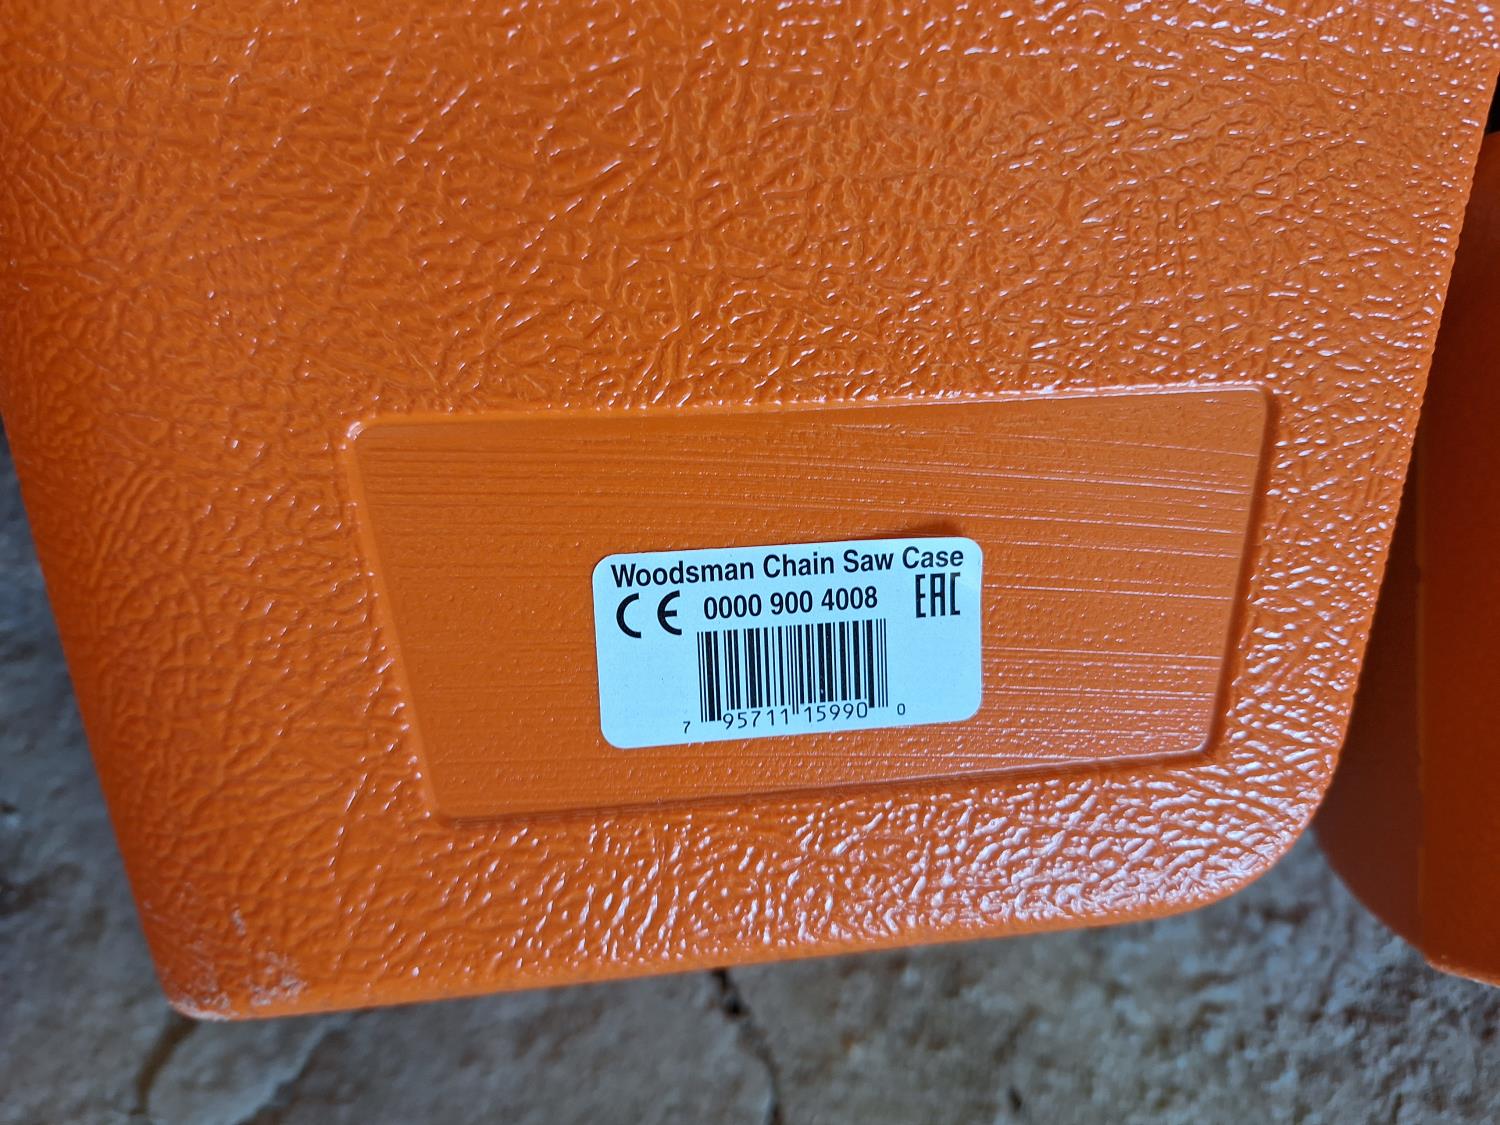 Woodsman Chain Saw Case
CE 0000 900 4008 EAC
7 95711 15990 0